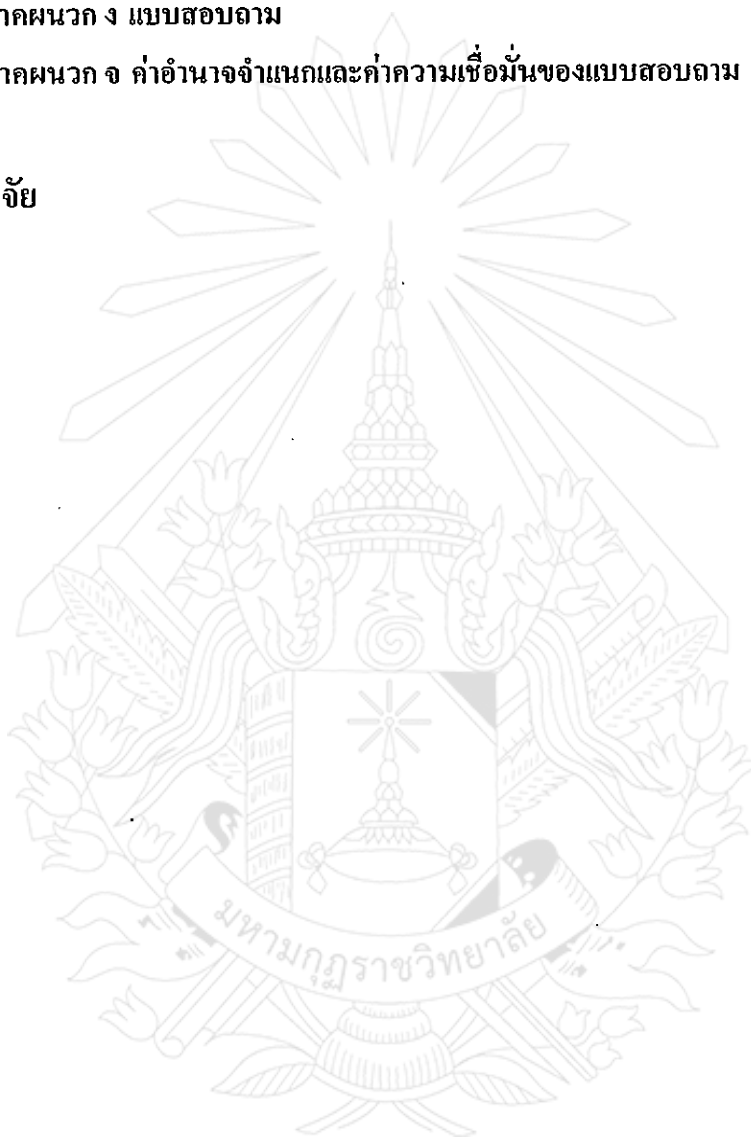 าคผนวก ง แบบสอบถาม
าคผนวก จ ค่าอำนาจจำแนกและค่าความเชื่อมั่นของแบบสอบถาม
จัย
มหามกุฏราชวิทยาลัย